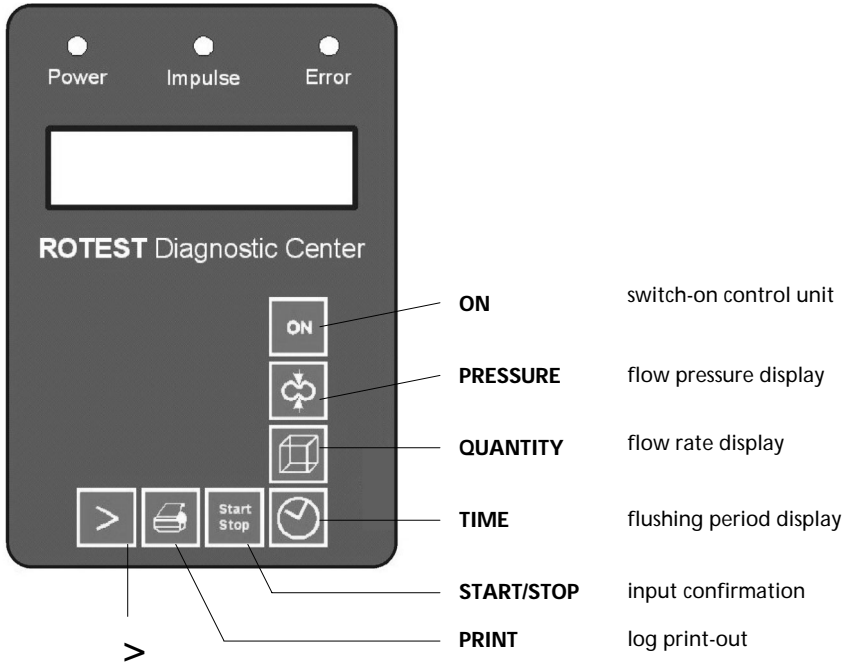 Power Impulse Error
ROTEST Diagnostic Center
ON
ON switch-on control unit
PRESSURE flow pressure display
QUANTITY flow rate display
> Start
Stop
TIME flushing period display
START/STOP input confirmation
PRINT log print-out
>